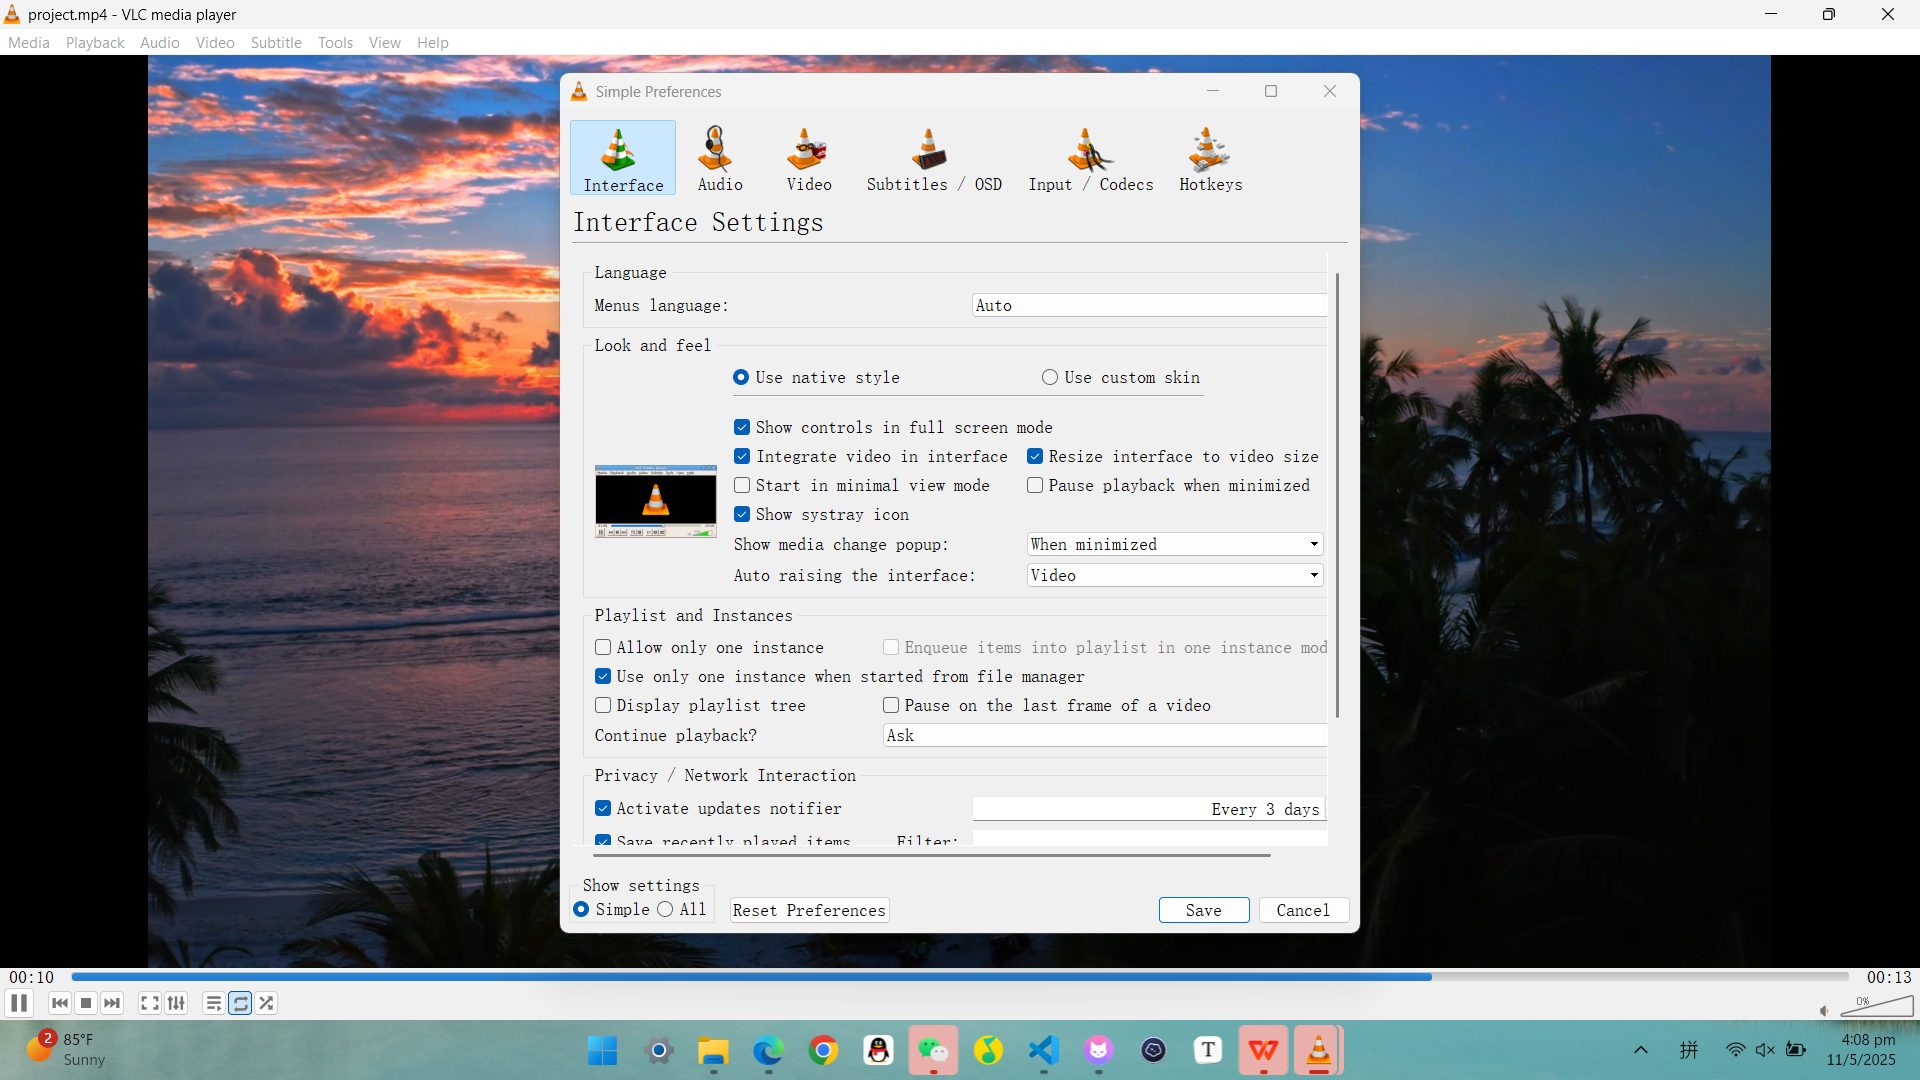 project.mp4 - VLC media player
Media Playback Audio Video Subtitle Tools View Help
Simple Preferences
Interface Audio Video Subtitles / OSD Input / Codecs Hotkeys
Interface Settings
Language
Menus language: Auto
Look and feel
Use native style Use custom skin
Show controls in full screen mode
Integrate video in interface Resize interface to video size
Start in minimal view mode Pause playback when minimized
Show systray icon
Show media change popup: When minimized
Auto raising the interface: Video
Playlist and Instances
Allow only one instance Enqueue items into playlist in one instance mod
Use only one instance when started from file manager
Display playlist tree Pause on the last frame of a video
Continue playback? Ask
Privacy / Network Interaction
Activate updates notifier Every 3 days
Save recently played items Filter:
Show settings
Simple All Reset Preferences Save Cancel
00:10 00:13
0%
2 85°F
Sunny
T
拼
4:08 pm
11/5/2025